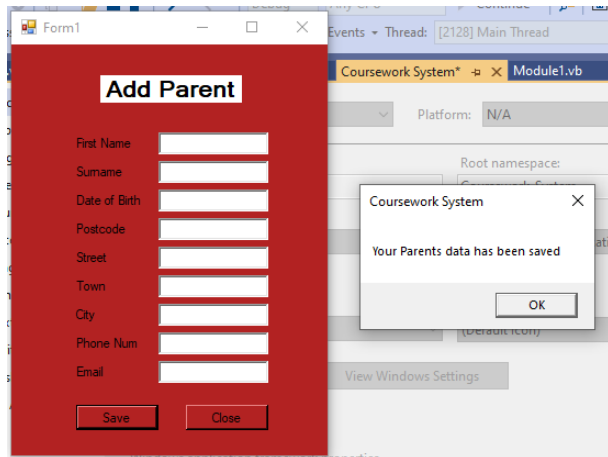 Form1
Add Parent
First Name
Surname
Date of Birth
Postcode
Street
Town
City
Phone Num
Email
Save
Close
Events
Thread:
[2128] Main Thread
Coursework System*
Module1.vb
Platform:
N/A
Root namespace:
Coursework System
Your Parents data has been saved
OK
(Default Icon)
View Windows Settings